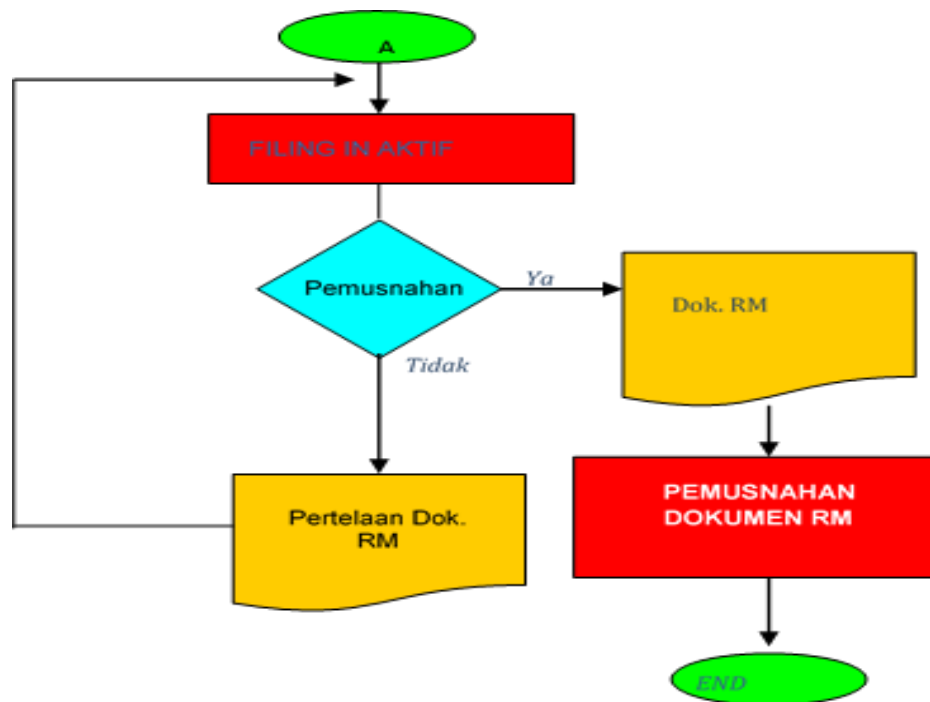 A
FILING IN AKTIF
Pemusnahan
Ya
Dok. RM
Tidak
Pertelaan Dok.
RM
PEMUSNAHAN
DOKUMEN RM
END